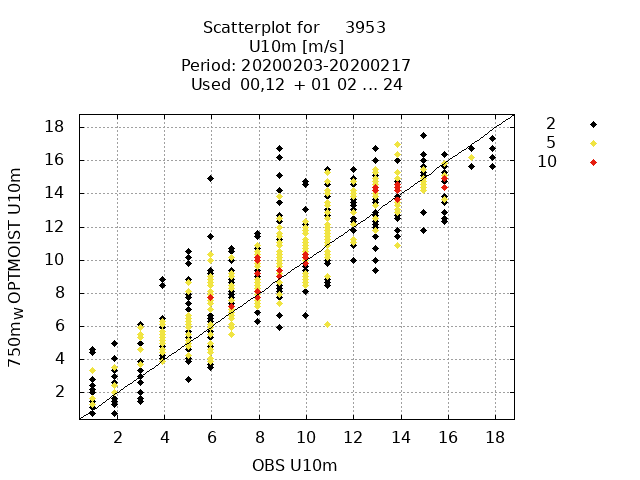 Scatterplot for 3953
U10m [m/s]
Period: 20200203-20200217
Used 00,12 + 01 02 ... 24
18
16
14
12
10
8
6
4
2
2 4 6 8 10 12 14 16 18
750mw OPTMOIST U10m
OBS U10m
2
5
10